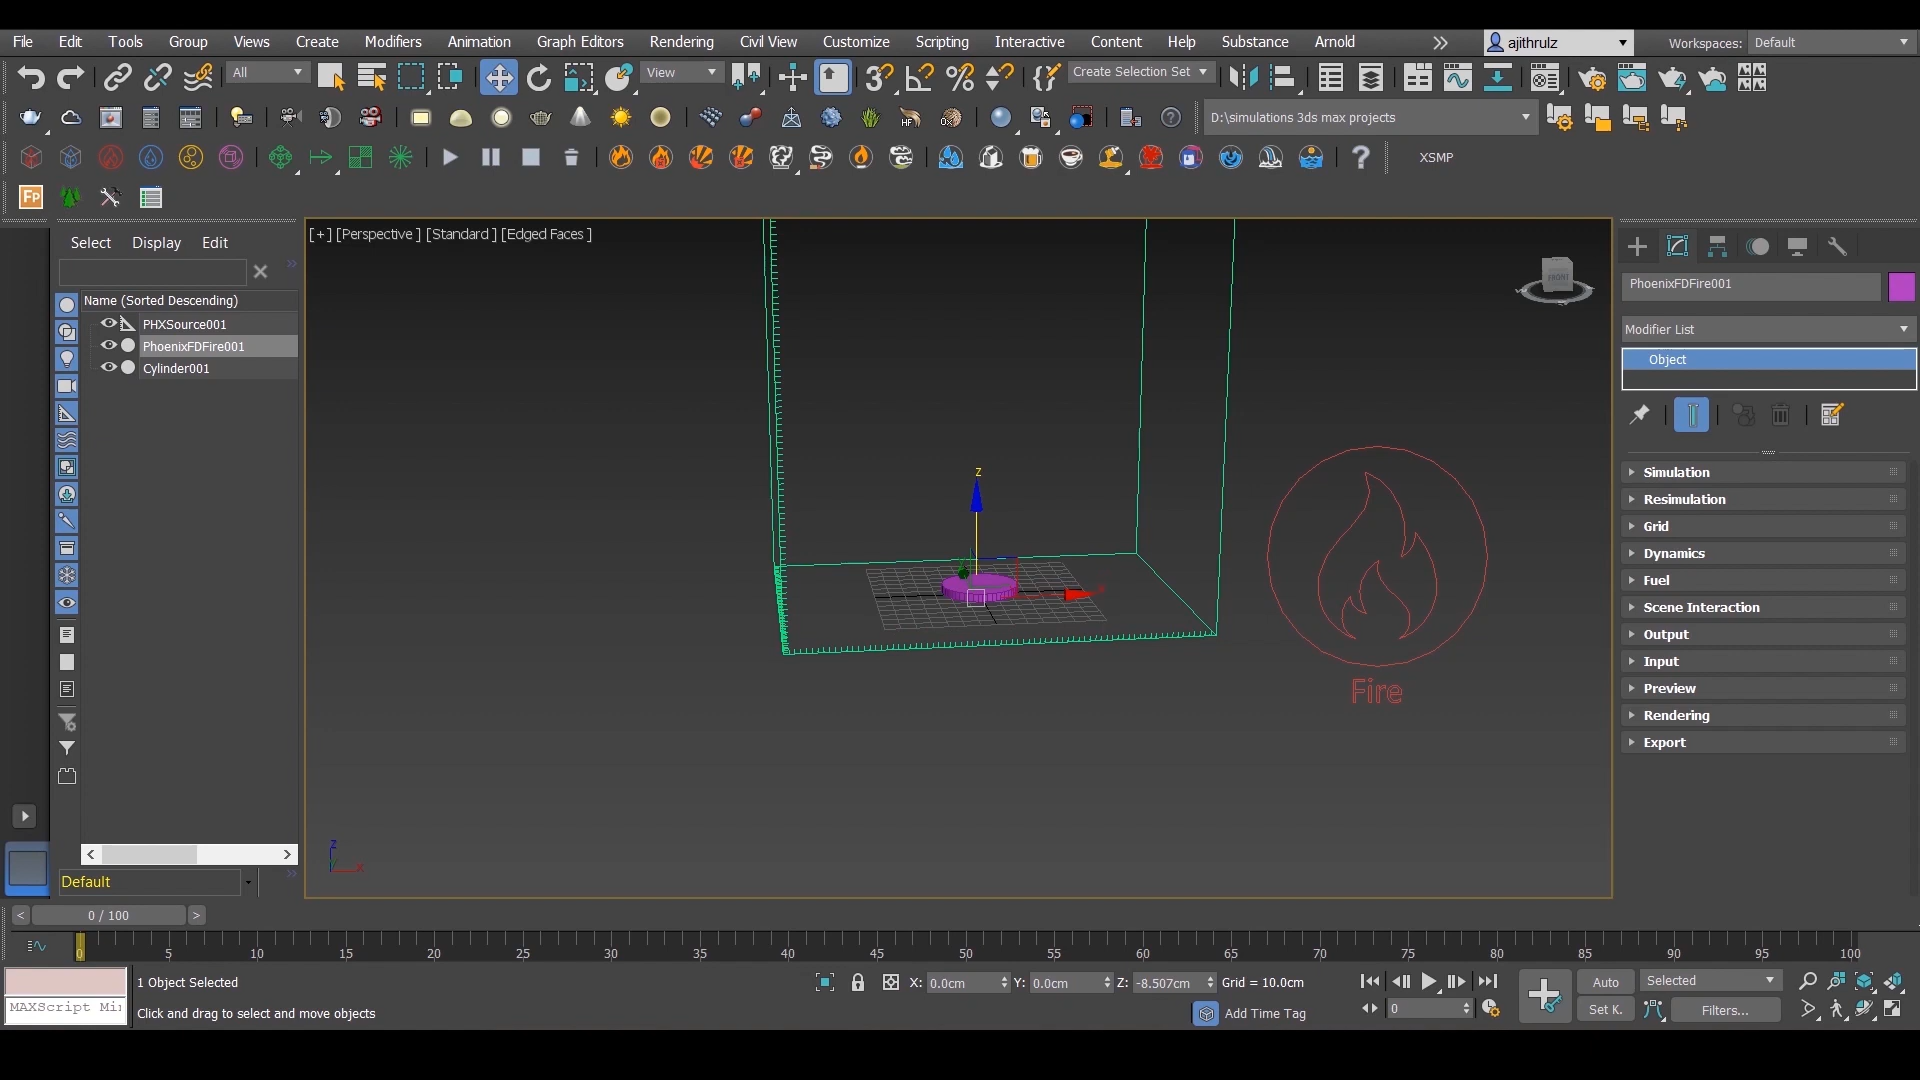 File Edit Tools Group Views Create Modifiers Animation Graph Editors Rendering Civil View Customize Scripting Interactive Content Help Substance Arnold ajithrulz Workspaces: Default
All View Create Selection Set
D:\simulations 3ds max projects
XSMP
Fp
Select Display Edit
[ + ] [Perspective ] [Standard ] [Edged Faces ]
Name (Sorted Descending)
PHXSource001
PhoenixFDFire001
Cylinder001
FRONT
z
x
Fire
z
x
PhoenixFDFire001
Modifier List
Object
Simulation
Resimulation
Grid
Dynamics
Fuel
Scene Interaction
Output
Input
Preview
Rendering
Export
Default
< 0 / 100 >
0 5 10 15 20 25 30 35 40 45 50 55 60 65 70 75 80 85 90 95 100
1 Object Selected X: 0.0cm Y: 0.0cm Z: -8.507cm Grid = 10.0cm Auto Selected
MAXScript Mi
Click and drag to select and move objects Add Time Tag 0 Set K. Filters...